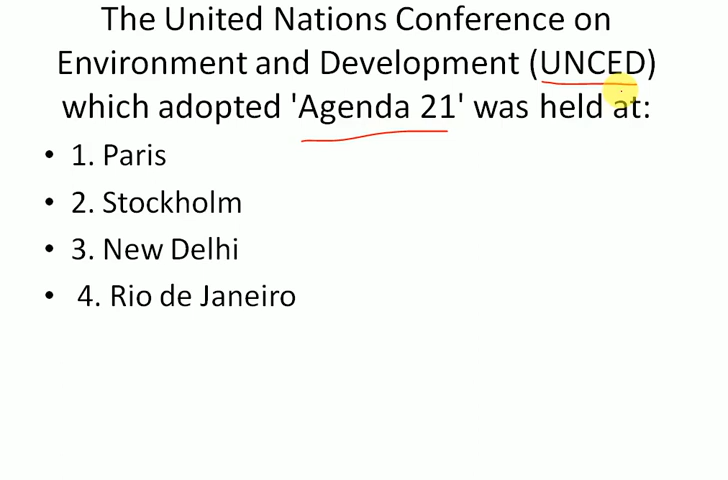 The United Nations Conference on
Environment and Development (UNCED)
which adopted 'Agenda 21' was held at:
• 1. Paris
• 2. Stockholm
• 3. New Delhi
• 4. Rio de Janeiro